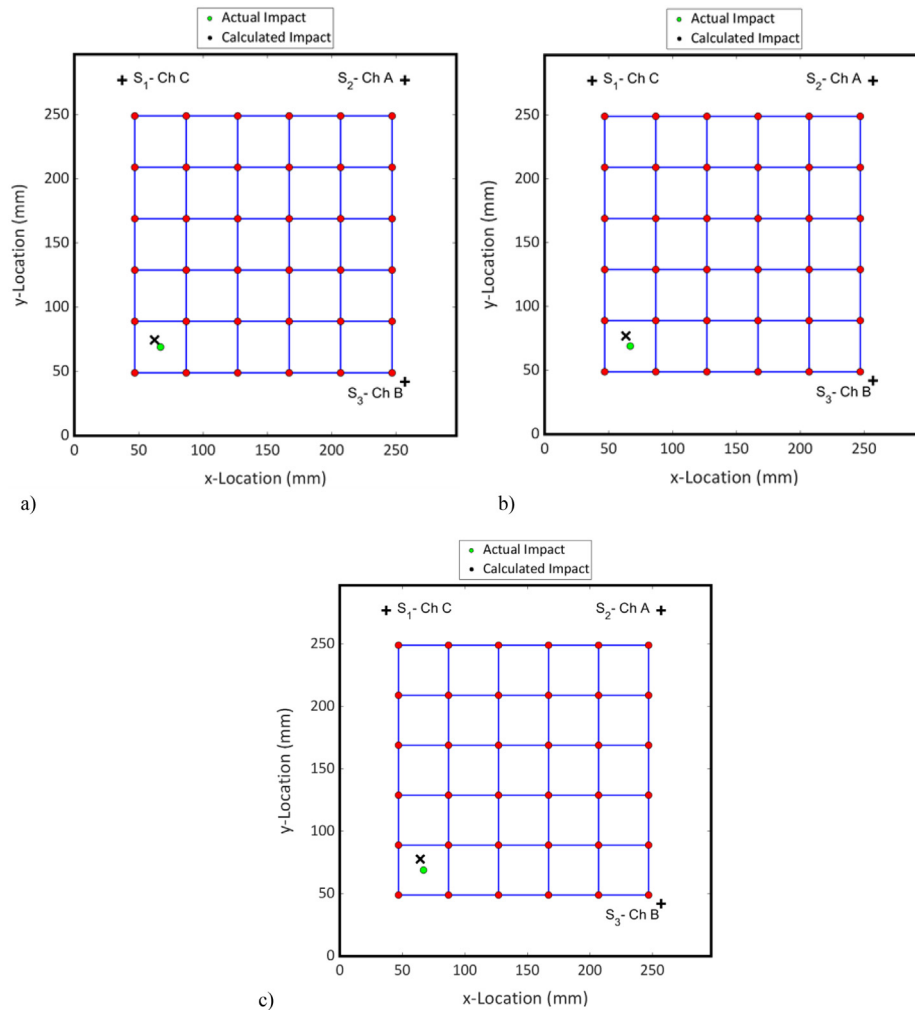 Actual Impact
Calculated Impact
S1- Ch C
S2- Ch A
250
200
150
100
50
0
y-Location (mm)
S3- Ch B
0 50 100 150 200 250
x-Location (mm)
a)
Actual Impact
Calculated Impact
S1- Ch C
S2- Ch A
250
200
150
100
50
0
y-Location (mm)
S3- Ch B
0 50 100 150 200 250
x-Location (mm)
b)
Actual Impact
Calculated Impact
S1- Ch C
S2- Ch A
250
200
150
100
50
0
y-Location (mm)
S3- Ch B
0 50 100 150 200 250
x-Location (mm)
c)